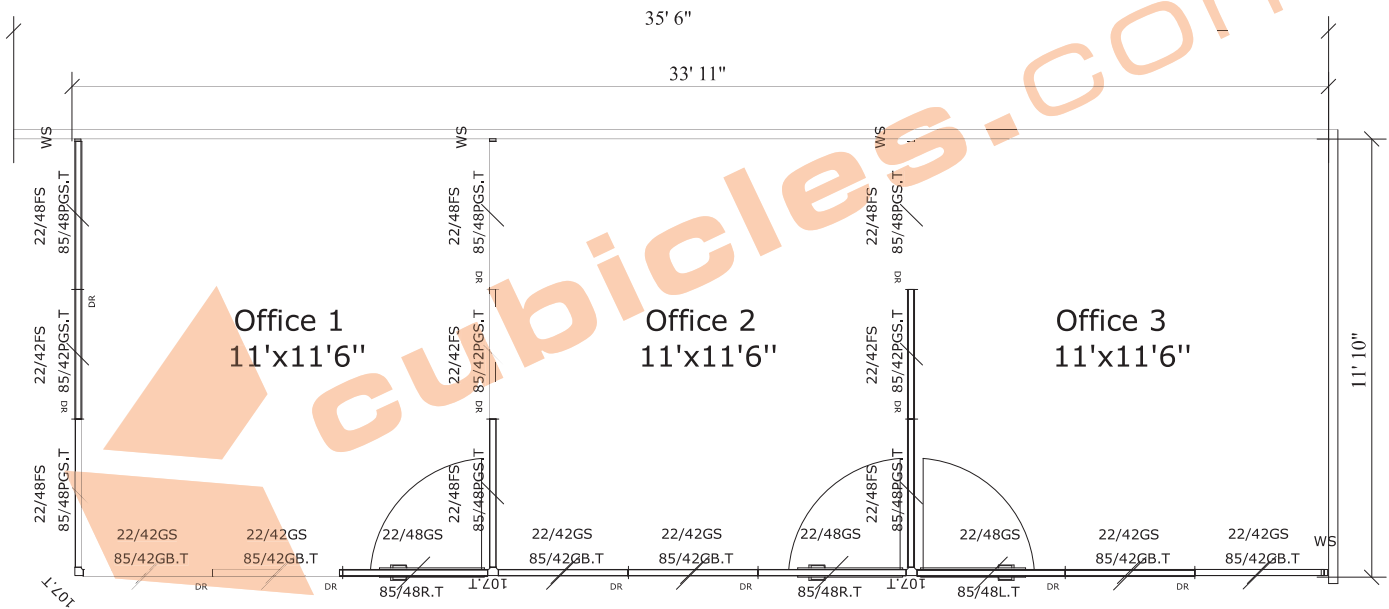 35' 6"
33' 11"
WS
WS
WS
22/48FS
85/48PGS.T
22/48FS
85/48PGS.T
22/48FS
85/48PGS.T
DR
DR
DR
Office 1
11'x11'6"
Office 2
11'x11'6"
Office 3
11'x11'6"
11' 10"
22/42FS
85/42PGS.T
22/42FS
85/42PGS.T
22/42FS
85/42PGS.T
DR
DR
DR
cubicles.com
22/48FS
85/48PGS.T
22/48FS
85/48PGS.T
22/48FS
85/48PGS.T
22/42GS
22/42GS
22/48GS
22/42GS
22/42GS
22/48GS
22/48GS
22/42GS
22/42GS
WS
85/42GB.T
85/42GB.T
85/42GB.T
85/42GB.T
85/42GB.T
85/42GB.T
107.T
DR
DR
85/48R.T
107.T
DR
DR
85/48R.T
107.T
85/48L.T
DR
DR